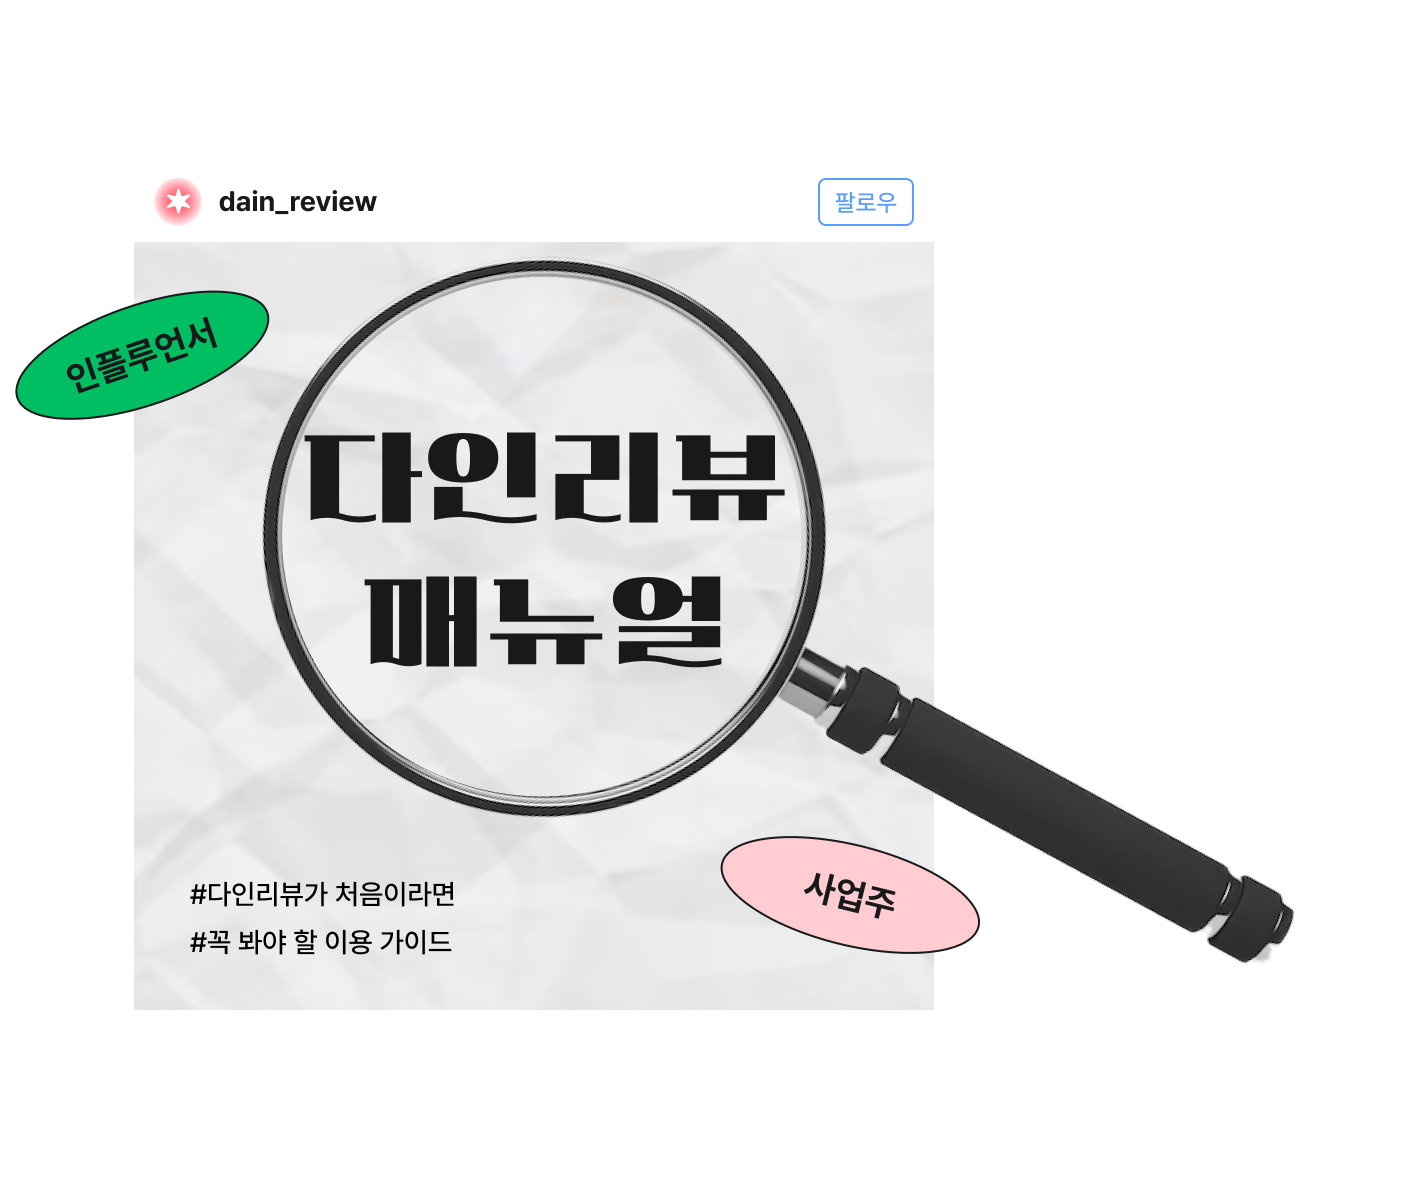 dain_review
팔로우
인플루언서
다인리뷰
매뉴얼
사업주
#다인리뷰가 처음이라면
#꼭 봐야 할 이용 가이드